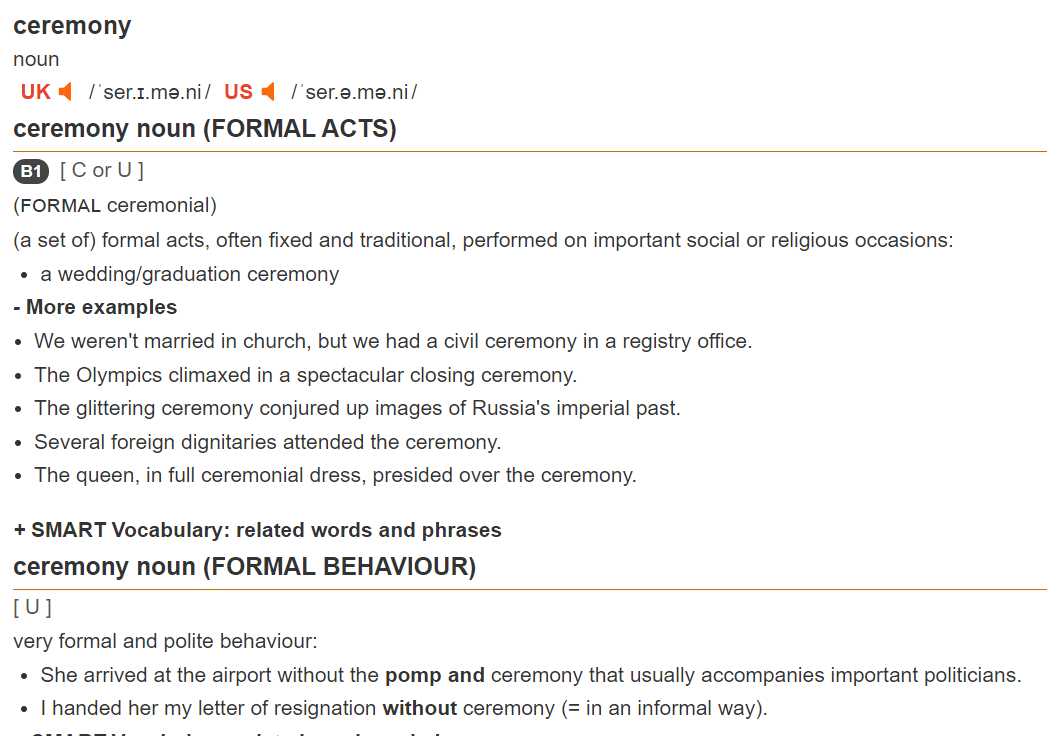 ceremony
noun
UK /ˈser.ɪ.mə.ni/ US /ˈser.ə.mə.ni/
ceremony noun (FORMAL ACTS)
B1 [ C or U ]
(FORMAL ceremonial)
(a set of) formal acts, often fixed and traditional, performed on important social or religious occasions:
• a wedding/graduation ceremony
- More examples
• We weren't married in church, but we had a civil ceremony in a registry office.
• The Olympics climaxed in a spectacular closing ceremony.
• The glittering ceremony conjured up images of Russia's imperial past.
• Several foreign dignitaries attended the ceremony.
• The queen, in full ceremonial dress, presided over the ceremony.
+ SMART Vocabulary: related words and phrases
ceremony noun (FORMAL BEHAVIOUR)
[ U ]
very formal and polite behaviour:
• She arrived at the airport without the pomp and ceremony that usually accompanies important politicians.
• I handed her my letter of resignation without ceremony (= in an informal way).